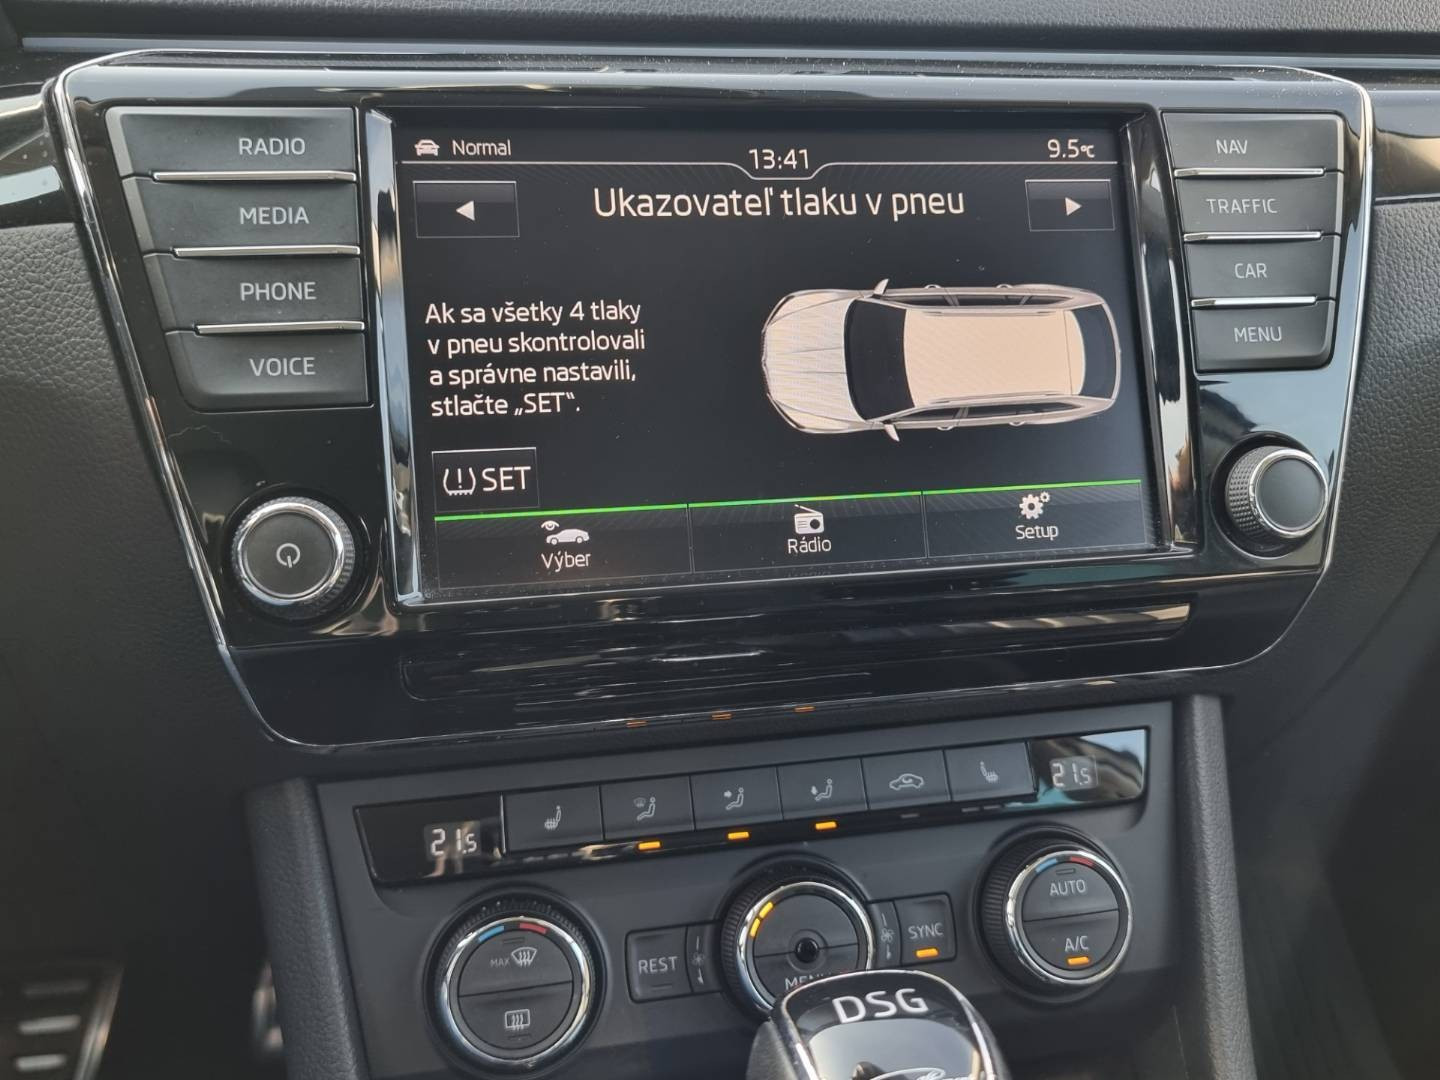 RADIO
MEDIA
PHONE
VOICE
Normal
13:41
9.5°C
Ukazovateľ tlaku v pneu
Ak sa všetky 4 tlaky
v pneu skontrolovali
a správne nastavili,
stlačte „SET“.
(!) SET
Výber
Rádio
Setup
NAV
TRAFFIC
CAR
MENU
21.5
21.5
MAX
REST
MENU
SYNC
AUTO
A/C
DSG